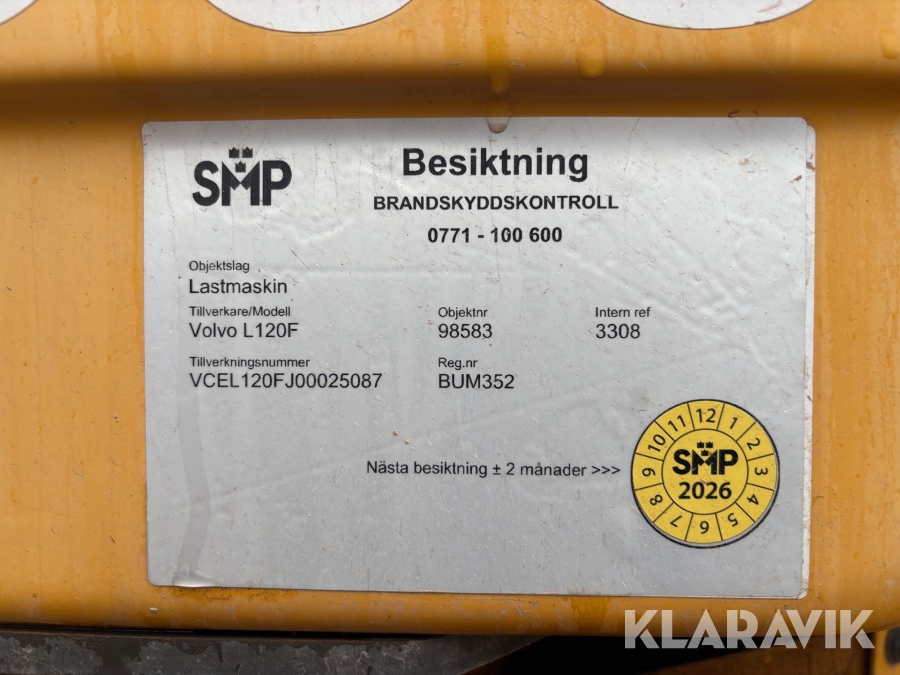 SMP
Besiktning
BRANDSKYDDSKONTROLL
0771 - 100 600
Objektslag
Lastmaskin
Tillverkare/Modell
Volvo L120F
Objektnr
98583
Intern ref
3308
Tillverkningsnummer
VCEL120FJ00025087
Reg.nr
BUM352
Nästa besiktning ± 2 månader >>>
12 1 2 3 4 5 6 7 8 9 10 11
SMP
2026
KLARAVIK